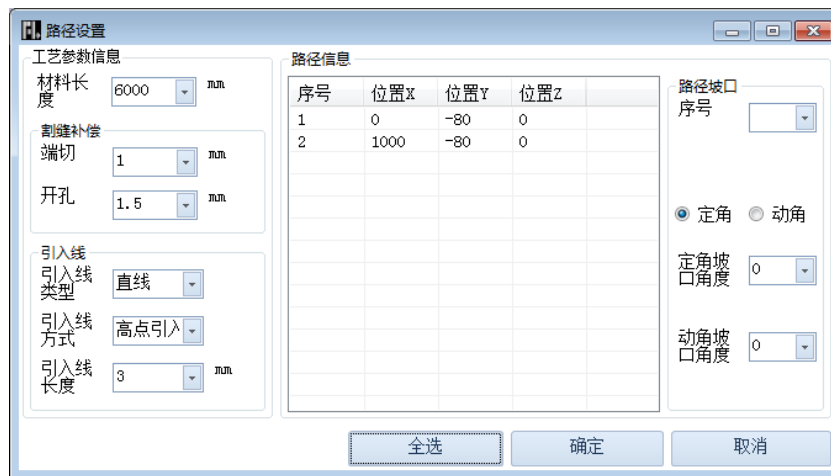 路径设置
工艺参数信息
材料长
度
6000
mm
割缝补偿
端切
1
mm
开孔
1.5
mm
引入线
引入线
类型
直线
引入线
方式
高点引入
引入线
长度
3
mm
路径信息
序号 位置X 位置Y 位置Z
1 0 -80 0
2 1000 -80 0
路径坡口
序号
定角 动角
定角坡
口角度
0
动角坡
口角度
0
全选 确定 取消